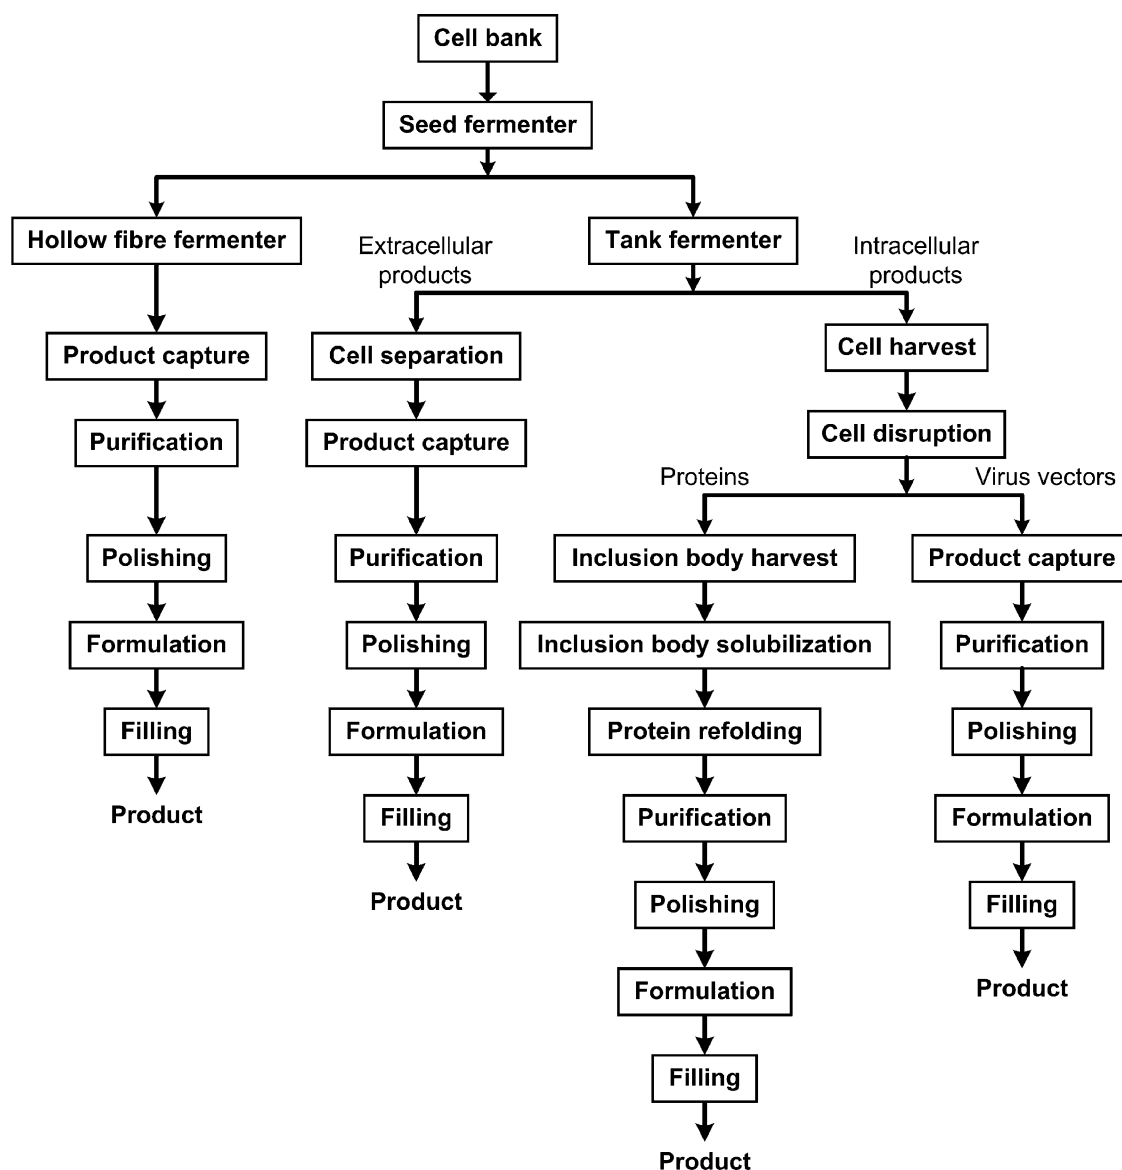 Cell bank
Seed fermenter
Hollow fibre fermenter
Tank fermenter
Extracellular
products
Intracellular
products
Product capture
Cell separation
Cell harvest
Purification
Product capture
Cell disruption
Proteins
Virus vectors
Polishing
Purification
Inclusion body harvest
Product capture
Formulation
Polishing
Inclusion body solubilization
Purification
Filling
Formulation
Protein refolding
Polishing
Product
Filling
Purification
Formulation
Product
Polishing
Filling
Formulation
Product
Filling
Product